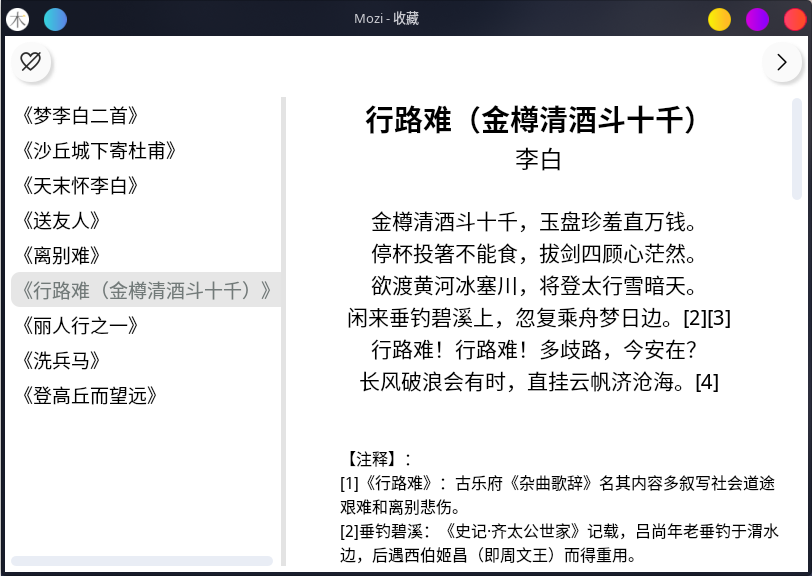 木
Mozi - 收藏
《梦李白二首》
《沙丘城下寄杜甫》
《天末怀李白》
《送友人》
《离别难》
《行路难（金樽清酒斗十千）》
《丽人行之一》
《洗兵马》
《登高丘而望远》
行路难（金樽清酒斗十千）
李白
金樽清酒斗十千，玉盘珍羞直万钱。
停杯投箸不能食，拔剑四顾心茫然。
欲渡黄河冰塞川，将登太行雪暗天。
闲来垂钓碧溪上，忽复乘舟梦日边。[2][3]
行路难！行路难！多歧路，今安在？
长风破浪会有时，直挂云帆济沧海。[4]
【注释】：
[1]《行路难》：古乐府《杂曲歌辞》名其内容多叙写社会道途
艰难和离别悲伤。
[2]垂钓碧溪：《史记·齐太公世家》记载，吕尚年老垂钓于渭水
边，后遇西伯姬昌（即周文王）而得重用。